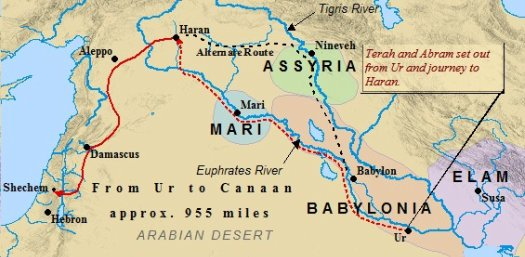 Tigris River
Haran
Aleppo
Alternate Route
Nineveh
ASSYRIA
Terah and Abram set out
from Ur and journey to
Haran.
Mari
MARI
Damascus
Euphrates River
Babylon
ELAM
Shechem
From Ur to Canaan
Susa
BABYLONIA
approx. 955 miles
Hebron
Ur
ARABIAN DESERT